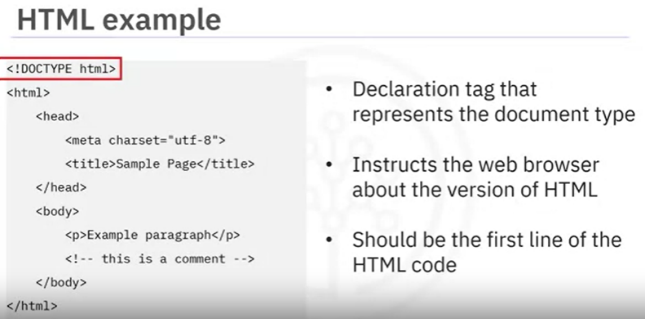 HTML example
<!DOCTYPE html>
<html>
<head>
<meta charset="utf-8">
<title>Sample Page</title>
</head>
<body>
<p>Example paragraph</p>
<!-- this is a comment -->
</body>
</html>
• Declaration tag that
represents the document type
• Instructs the web browser
about the version of HTML
• Should be the first line of the
HTML code